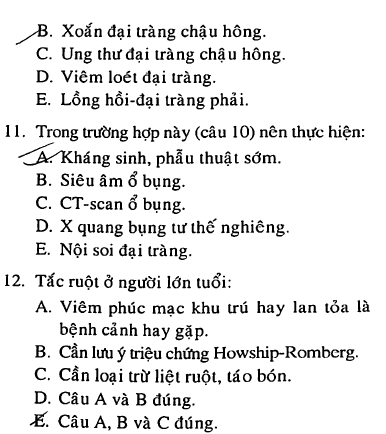 B. Xoắn đại tràng chậu hông.
C. Ung thư đại tràng chậu hông.
D. Viêm loét đại tràng.
E. Lồng hồi-đại tràng phải.
11. Trong trường hợp này (câu 10) nên thực hiện:
A. Kháng sinh, phẫu thuật sớm.
B. Siêu âm ổ bụng.
C. CT-scan ổ bụng.
D. X quang bụng tư thế nghiêng.
E. Nội soi đại tràng.
12. Tắc ruột ở người lớn tuổi:
A. Viêm phúc mạc khu trú hay lan tỏa là
bệnh cảnh hay gặp.
B. Cần lưu ý triệu chứng Howship-Romberg.
C. Cần loại trừ liệt ruột, táo bón.
D. Câu A và B đúng.
E. Câu A, B và C đúng.